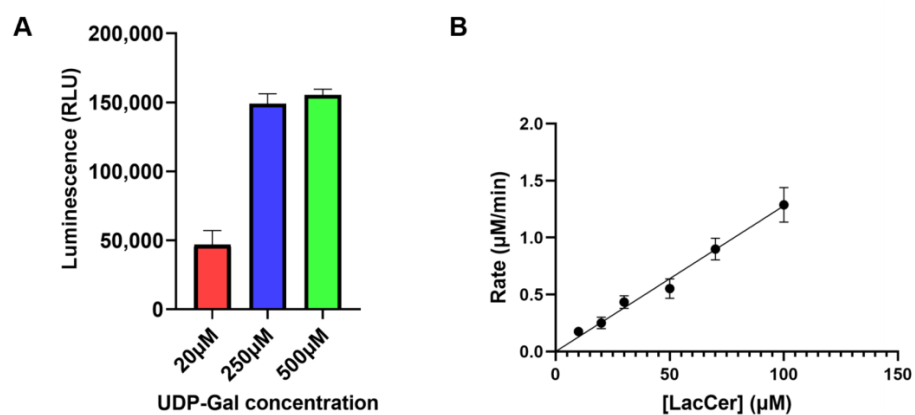 A
200,000
150,000
100,000
50,000
0
Luminescence (RLU)
20µM
250µM
500µM
UDP-Gal concentration
B
2.0
1.5
1.0
0.5
0.0
Rate (µM/min)
0 50 100 150
[LacCer] (µM)